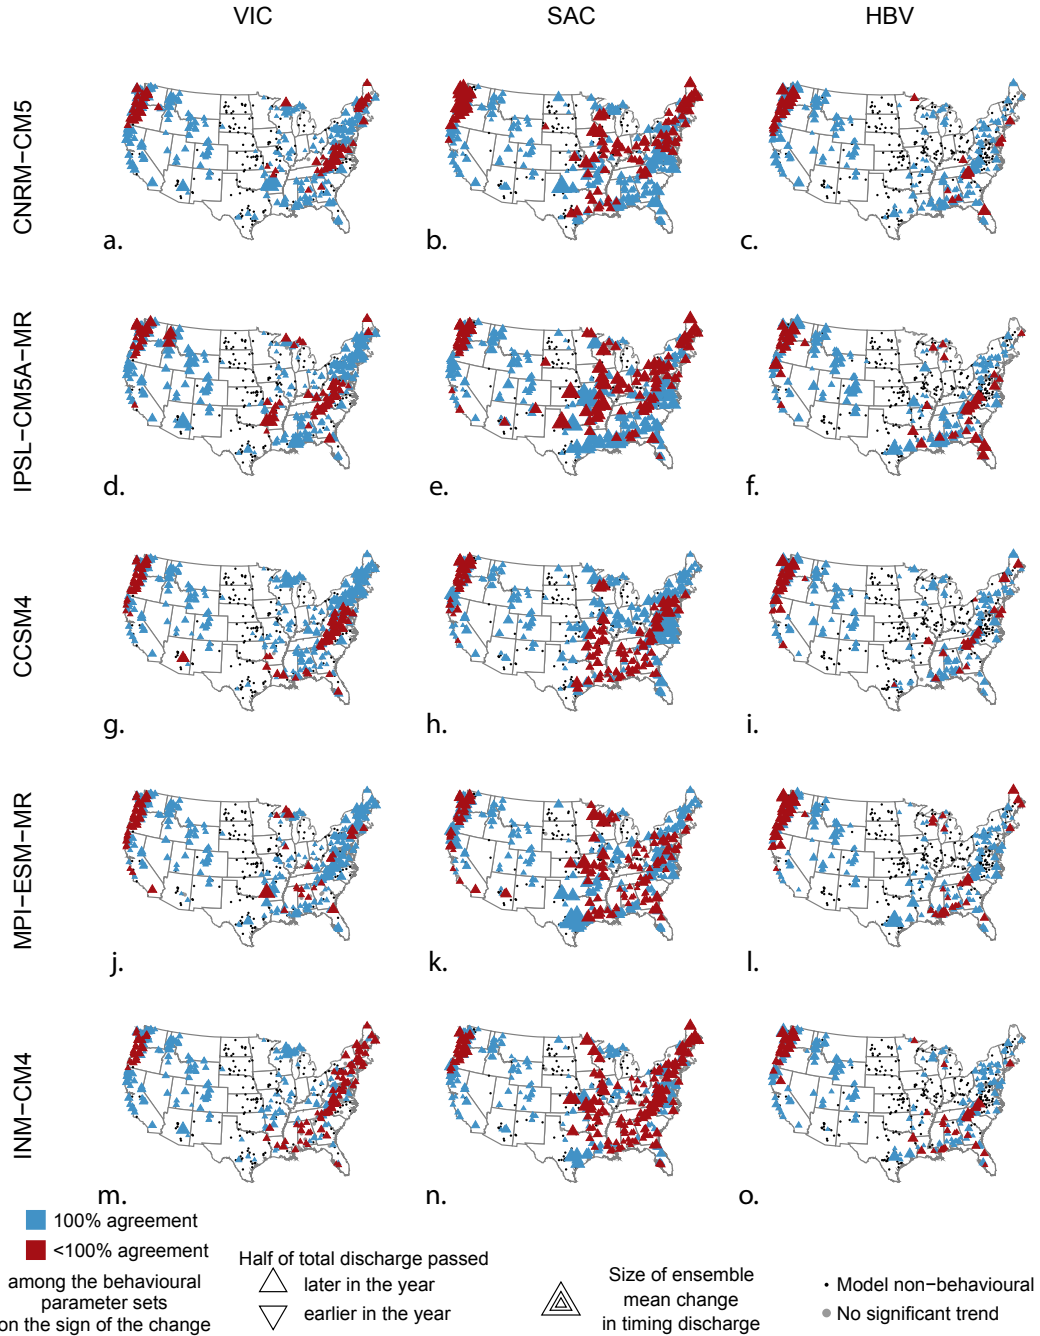 VIC SAC HBV
CNRM−CM5
a. b. c.
IPSL−CM5A−MR
d. e. f.
CCSM4
g. h. i.
MPI−ESM−MR
j. k. l.
INM−CM4
m. n. o.
100% agreement
<100% agreement
among the behavioural
parameter sets
on the sign of the change
Half of total discharge passed
later in the year
earlier in the year
Size of ensemble
mean change
in timing discharge
Model non−behavioural
No significant trend